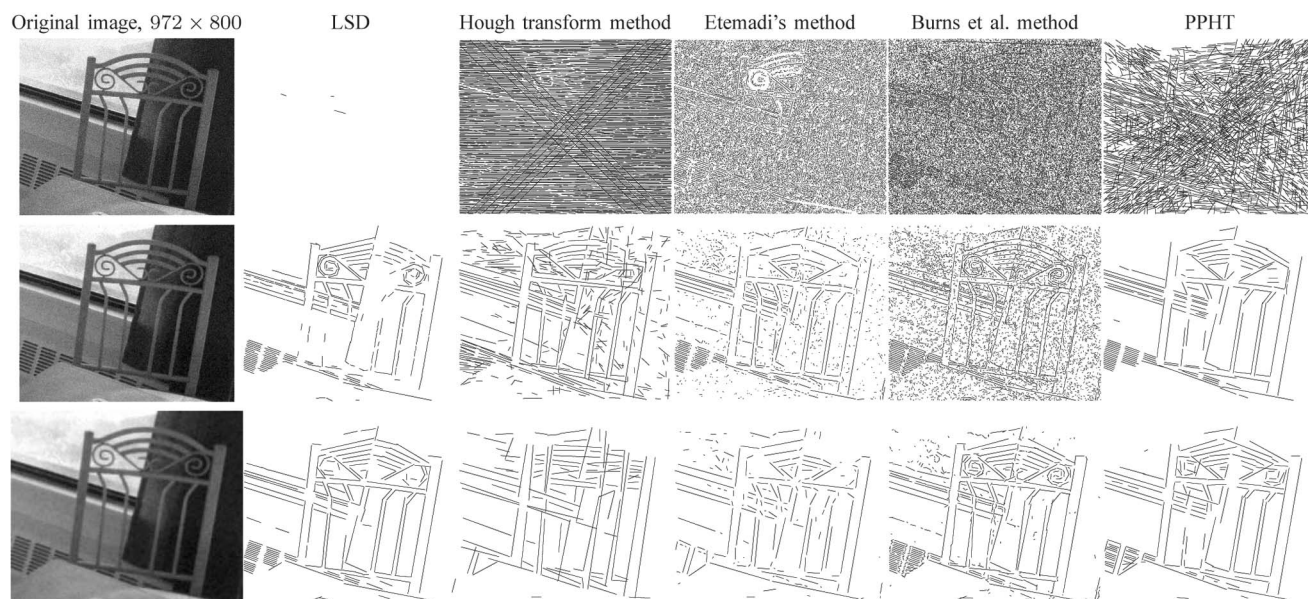 Original image, 972 × 800 LSD Hough transform method Etemadi's method Burns et al. method PPHT